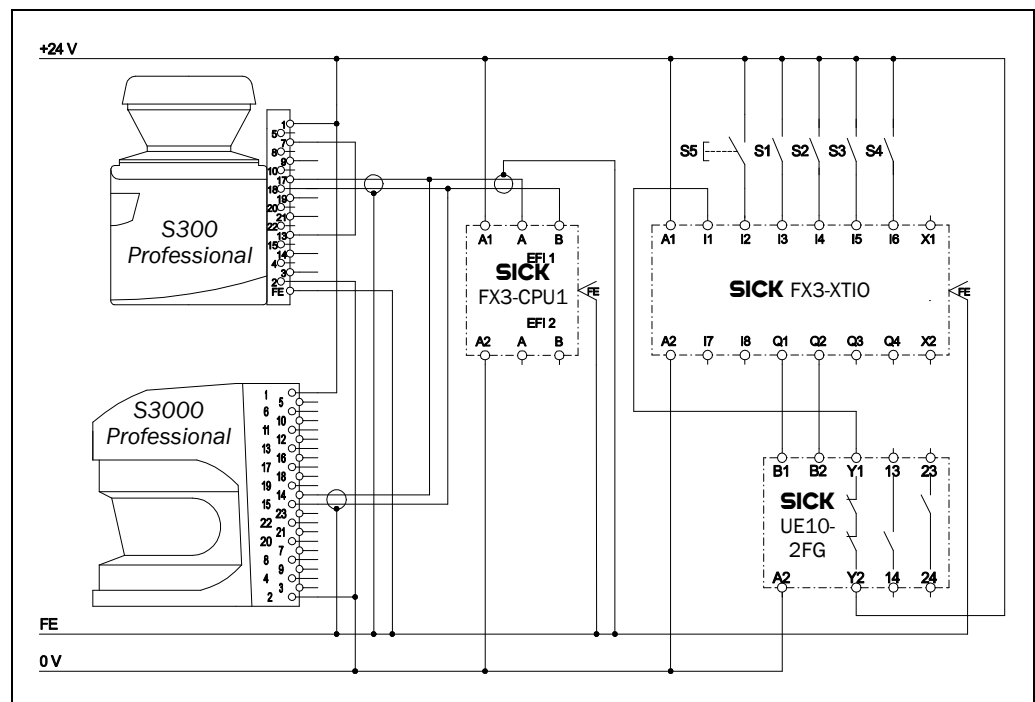 +24 V
1
5
7
8
9
10
17
18
19
20
21
22
13
15
14
4
3
2
FE
S300
Professional
S5
S1
S2
S3
S4
A1
A
B
EFI 1
SICK
FX3-CPU1
FE
EFI 2
A2
A
B
A1
I1
I2
I3
I4
I5
I6
X1
SICK FX3-XTIO
FE
A2
I7
I8
Q1
Q2
Q3
Q4
X2
S3000
Professional
1
5
6
10
11
12
13
16
17
18
19
14
15
23
22
21
20
7
8
9
4
3
2
B1
B2
Y1
13
23
SICK
UE10-
2FG
A2
Y2
14
24
FE
0 V